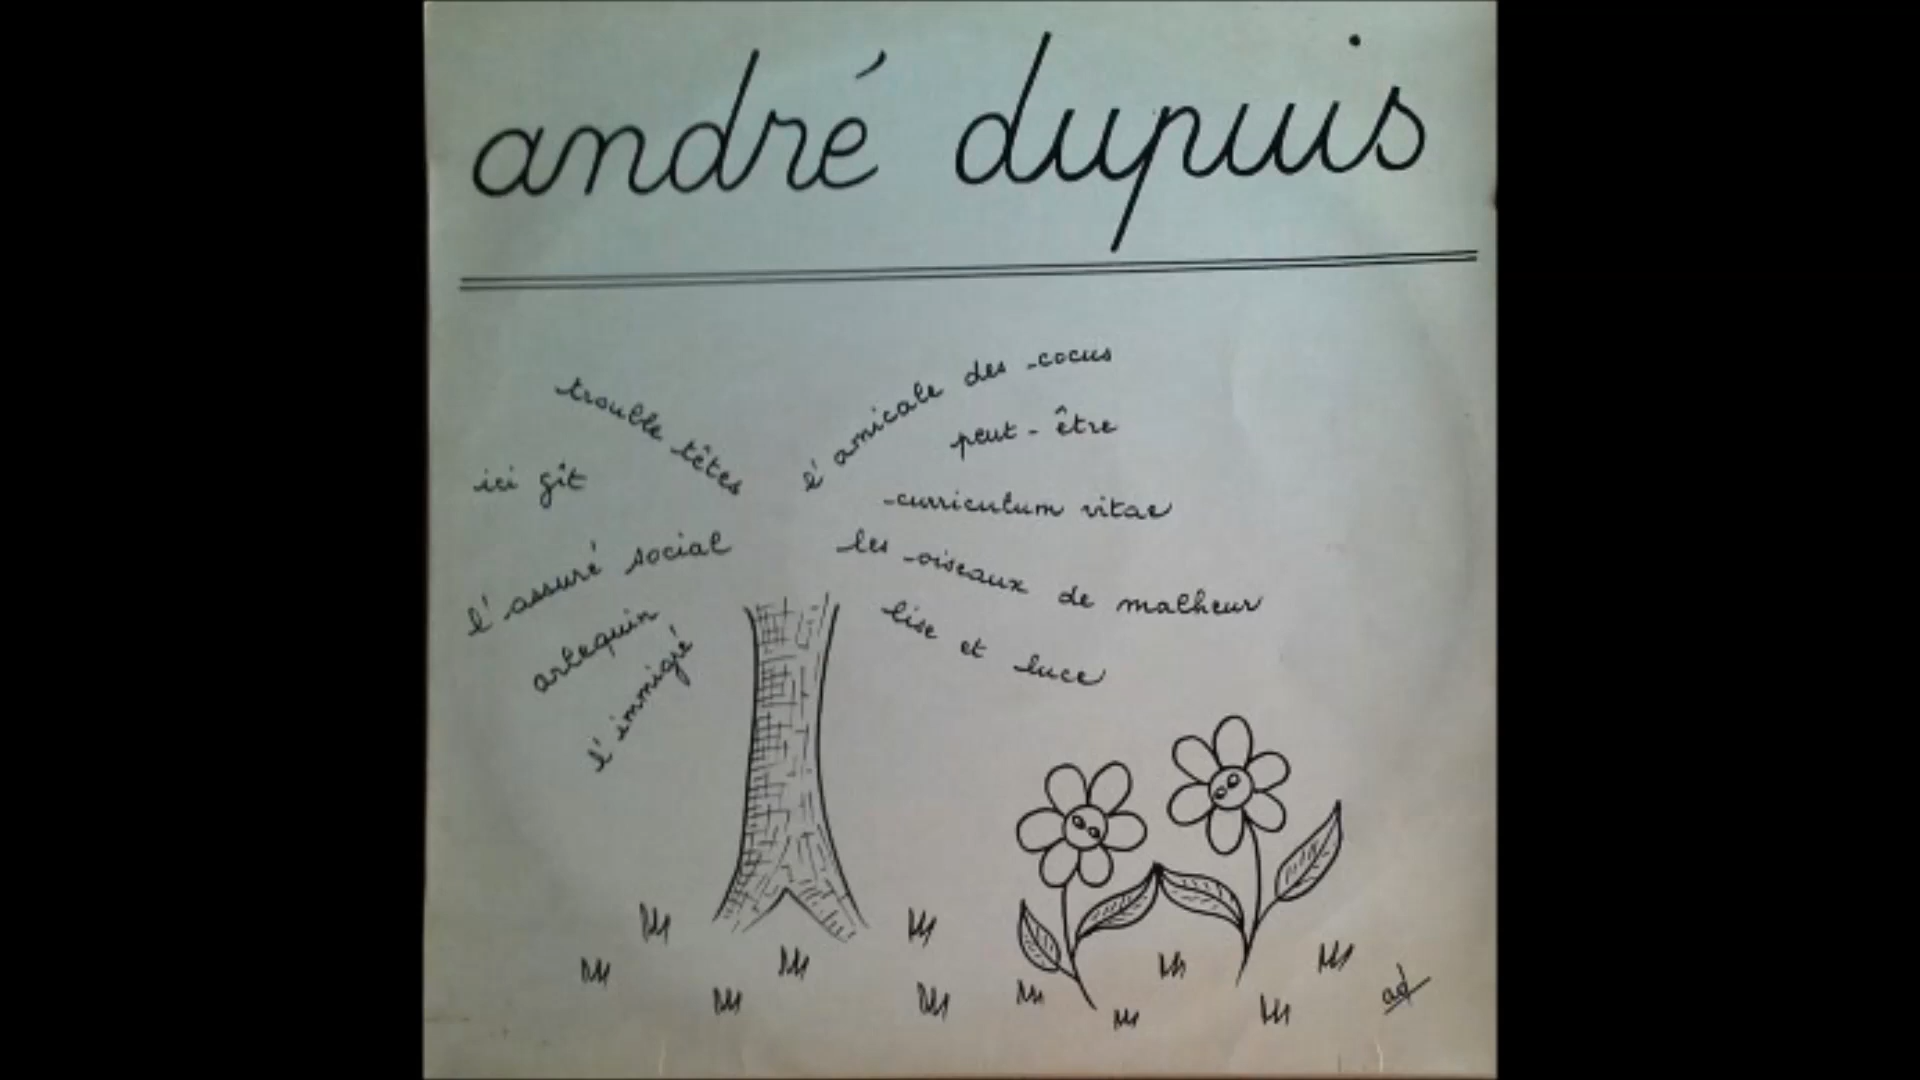 andré dupuis
trouble têtes
ici gît
l'assuré social
arlequin
l'immigré
l'amicale des cocus
peut-être
curriculum vitae
les oiseaux de malheur
lise et luce
ad